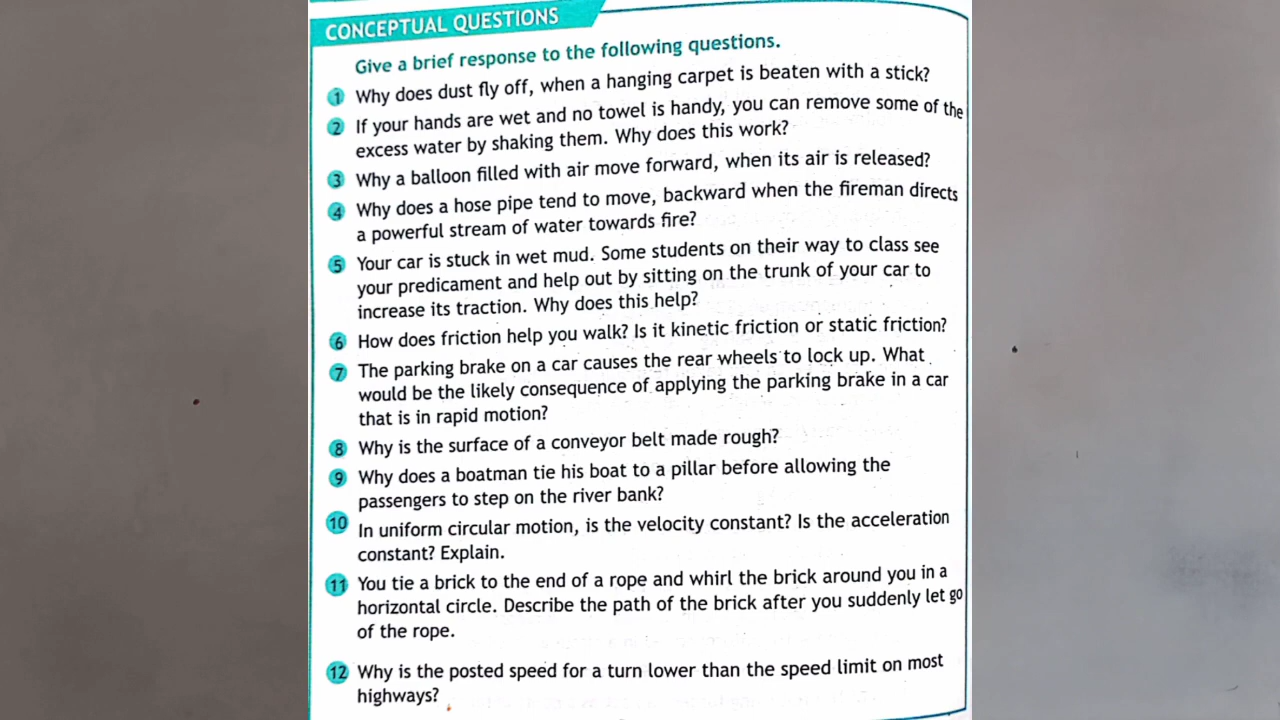 CONCEPTUAL QUESTIONS
Give a brief response to the following questions.
1 Why does dust fly off, when a hanging carpet is beaten with a stick?
2 If your hands are wet and no towel is handy, you can remove some of the
excess water by shaking them. Why does this work?
3 Why a balloon filled with air move forward, when its air is released?
4 Why does a hose pipe tend to move, backward when the fireman directs
a powerful stream of water towards fire?
5 Your car is stuck in wet mud. Some students on their way to class see
your predicament and help out by sitting on the trunk of your car to
increase its traction. Why does this help?
6 How does friction help you walk? Is it kinetic friction or static friction?
7 The parking brake on a car causes the rear wheels to lock up. What
would be the likely consequence of applying the parking brake in a car
that is in rapid motion?
8 Why is the surface of a conveyor belt made rough?
9 Why does a boatman tie his boat to a pillar before allowing the
passengers to step on the river bank?
10 In uniform circular motion, is the velocity constant? Is the acceleration
constant? Explain.
11 You tie a brick to the end of a rope and whirl the brick around you in a
horizontal circle. Describe the path of the brick after you suddenly let go
of the rope.
12 Why is the posted speed for a turn lower than the speed limit on most
highways?